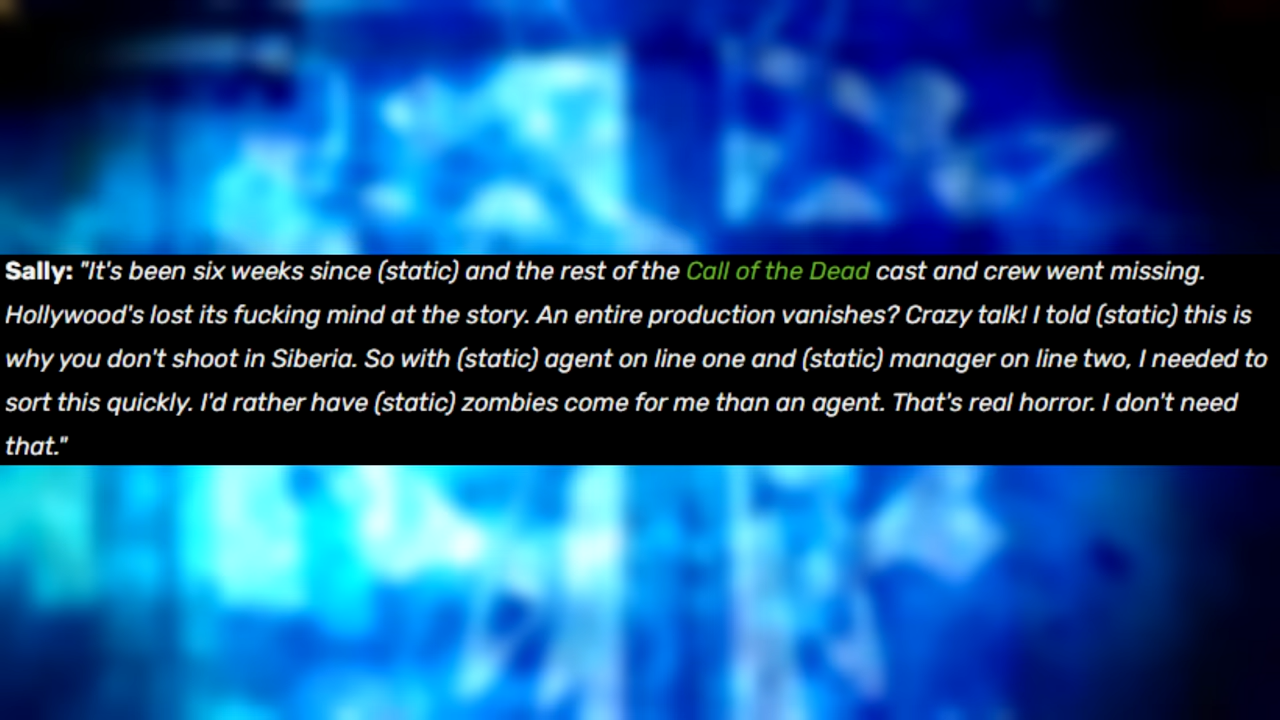 Sally: "It's been six weeks since (static) and the rest of the Call of the Dead cast and crew went missing.
Hollywood's lost its fucking mind at the story. An entire production vanishes? Crazy talk! I told (static) this is
why you don't shoot in Siberia. So with (static) agent on line one and (static) manager on line two, I needed to
sort this quickly. I'd rather have (static) zombies come for me than an agent. That's real horror. I don't need
that."